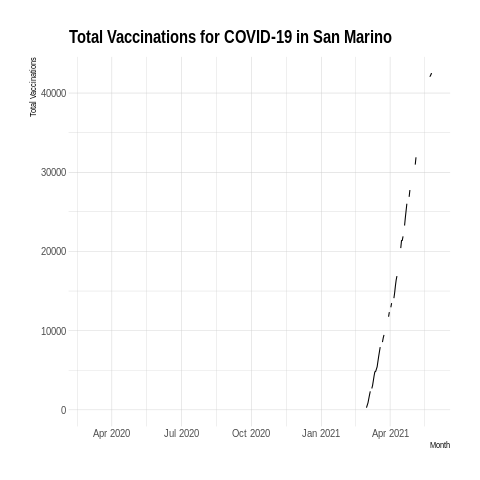 Total Vaccinations for COVID-19 in San Marino
Total Vaccinations
40000
30000
20000
10000
0
Apr 2020 Jul 2020 Oct 2020 Jan 2021 Apr 2021
Month